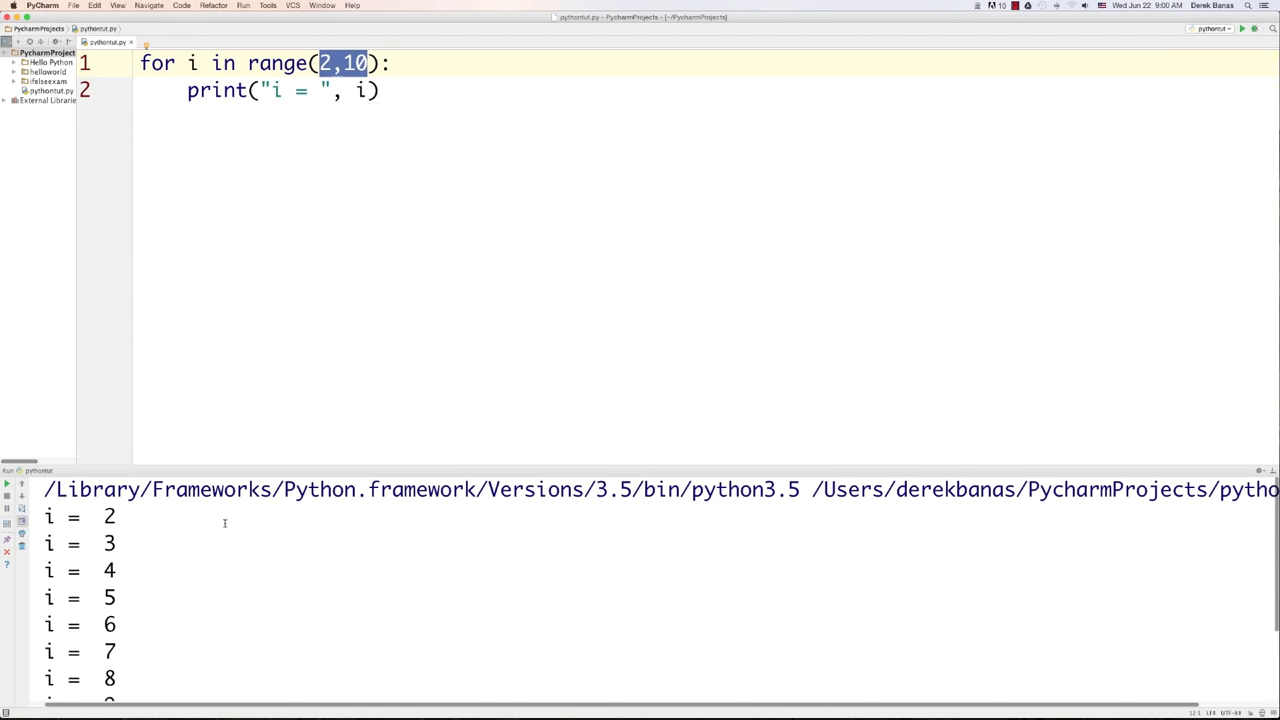 PyCharm File Edit View Navigate Code Refactor Run Tools VCS Window Help 10 Wed Jun 22 9:00 AM Derek Banas
pythontut.py - PycharmProjects - [~/PycharmProjects]
PycharmProjects pythontut.py pythontut
pythontut.py
PycharmProject
Hello Python
helloworld
ifelseexam
pythontut.py
External Librarie
1 for i in range(2,10):
2 print("i = ", i)
Run pythontut
/Library/Frameworks/Python.framework/Versions/3.5/bin/python3.5 /Users/derekbanas/PycharmProjects/pytho
i = 2
i = 3
i = 4
i = 5
i = 6
i = 7
i = 8
12:1 LF÷ UTF-8÷